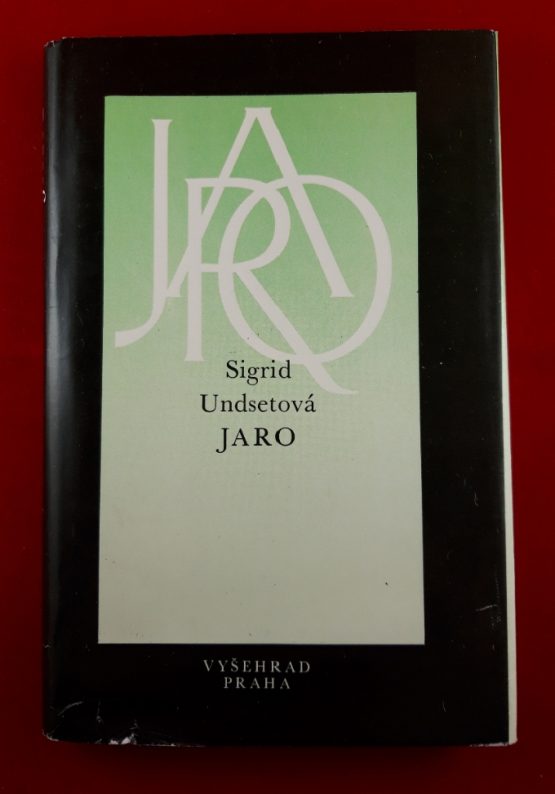 JARO
Sigrid
Undsetová
JARO
VYŠEHRAD
PRAHA